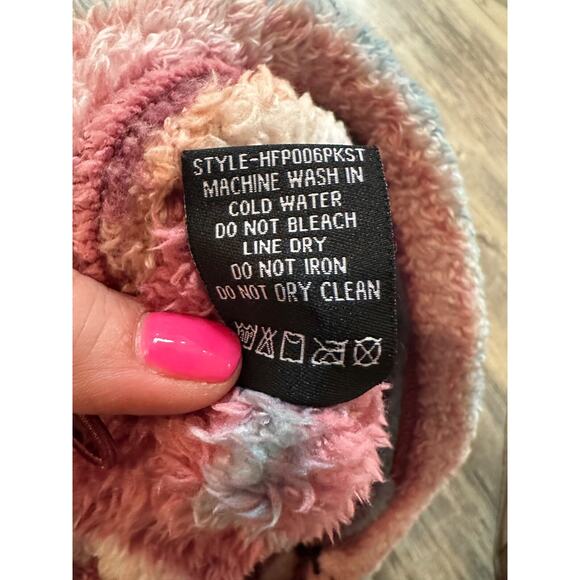 STYLE-HFP006PKST
MACHINE WASH IN
COLD WATER
DO NOT BLEACH
LINE DRY
DO NOT IRON
DO NOT DRY CLEAN